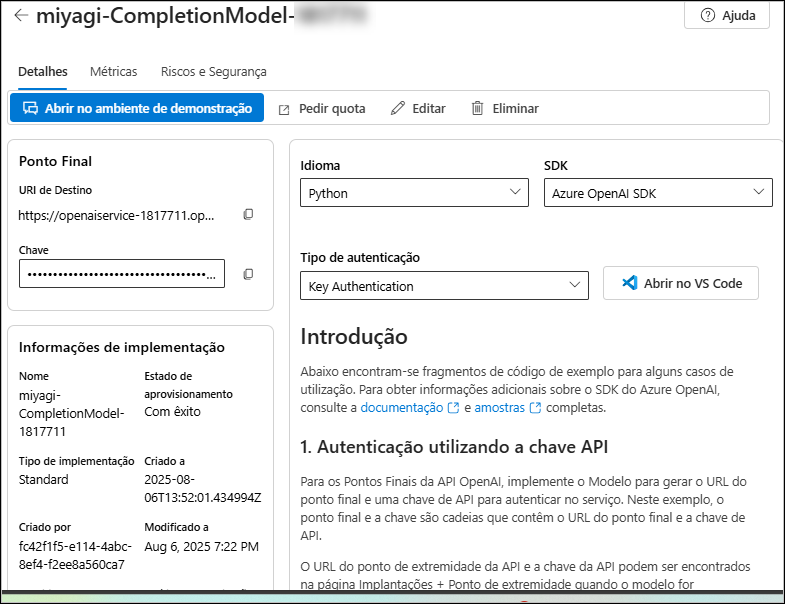 miyagi-CompletionModel-
Ajuda
Detalhes
Métricas
Riscos e Segurança
Abrir no ambiente de demonstração
Pedir quota
Editar
Eliminar
Ponto Final
URI de Destino
https://openaiservice-1817711.op...
Chave
••••••••••••••••••••••••••••••••••••...
Informações de implementação
Nome
miyagi-
CompletionModel-
1817711
Estado de
aprovisionamento
Com êxito
Tipo de implementação
Standard
Criado a
2025-08-
06T13:52:01.434994Z
Criado por
fc42f1f5-e114-4abc-
8ef4-f2ee8a560ca7
Modificado a
Aug 6, 2025 7:22 PM
Idioma
Python
SDK
Azure OpenAI SDK
Tipo de autenticação
Key Authentication
Abrir no VS Code
Introdução
Abaixo encontram-se fragmentos de código de exemplo para alguns casos de
utilização. Para obter informações adicionais sobre o SDK do Azure OpenAI,
consulte a documentação e amostras completas.
1. Autenticação utilizando a chave API
Para os Pontos Finais da API OpenAI, implemente o Modelo para gerar o URL do
ponto final e uma chave de API para autenticar no serviço. Neste exemplo, o
ponto final e a chave são cadeias que contêm o URL do ponto final e a chave de
API.
O URL do ponto de extremidade da API e a chave da API podem ser encontrados
na página Implantações + Ponto de extremidade quando o modelo for